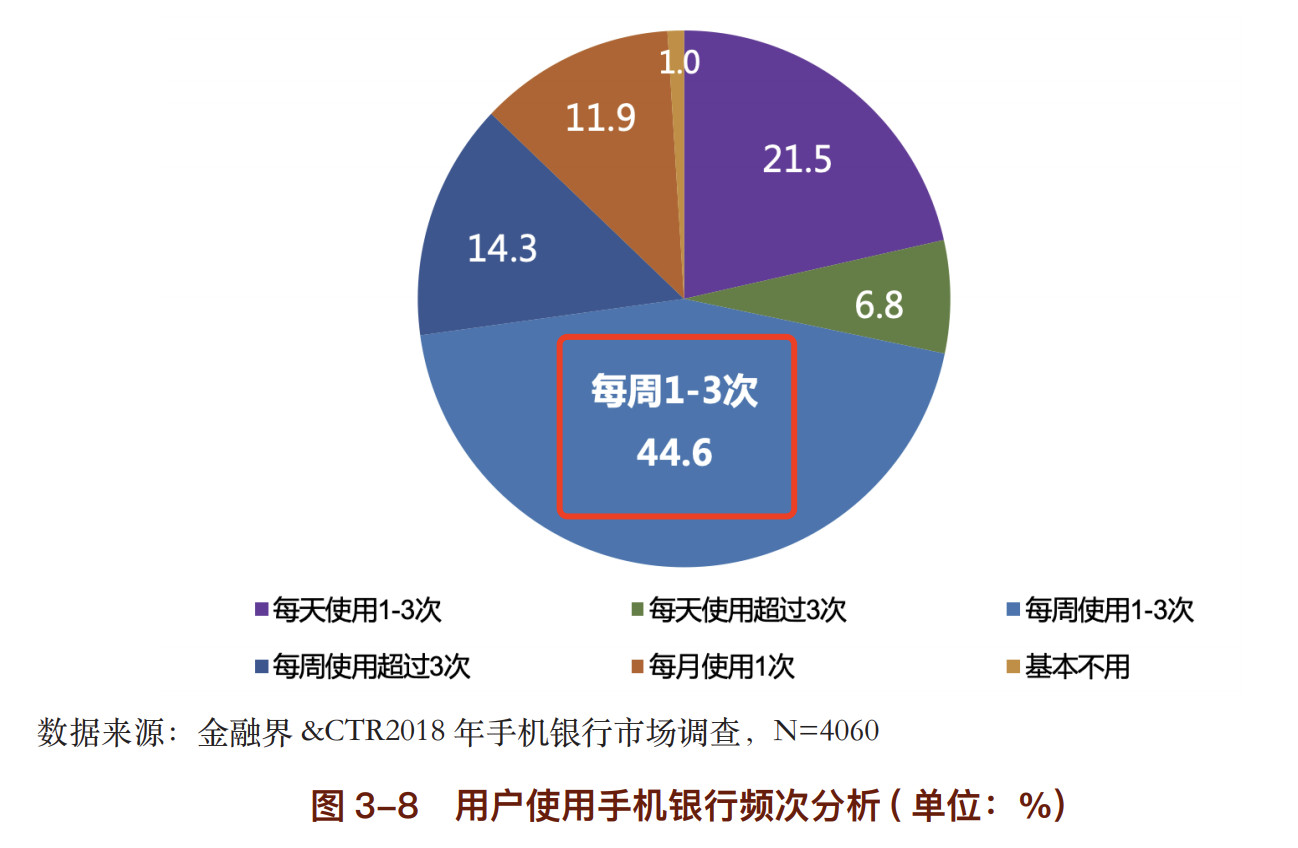 1.0
11.9
21.5
14.3
6.8
每周1-3次
44.6
每天使用1-3次 每天使用超过3次 每周使用1-3次
每周使用超过3次 每月使用1次 基本不用
数据来源：金融界 &CTR2018 年手机银行市场调查，N=4060
图 3–8 用户使用手机银行频次分析 ( 单位：%)